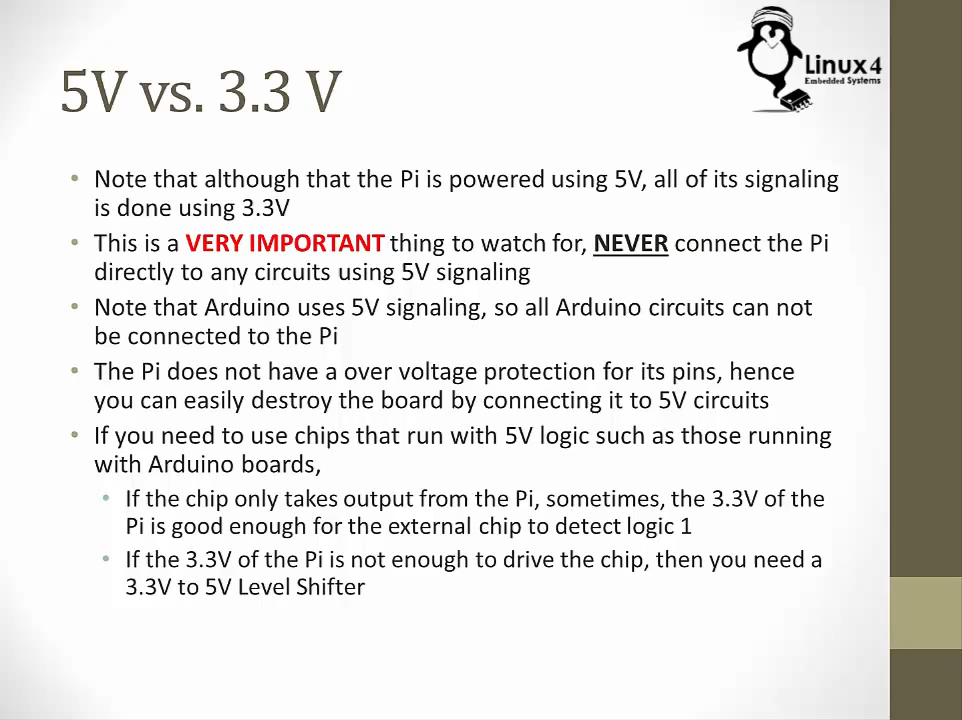 Linux4
Embedded Systems
5V vs. 3.3 V
• Note that although that the Pi is powered using 5V, all of its signaling
is done using 3.3V
• This is a VERY IMPORTANT thing to watch for, NEVER connect the Pi
directly to any circuits using 5V signaling
• Note that Arduino uses 5V signaling, so all Arduino circuits can not
be connected to the Pi
• The Pi does not have a over voltage protection for its pins, hence
you can easily destroy the board by connecting it to 5V circuits
• If you need to use chips that run with 5V logic such as those running
with Arduino boards,
• If the chip only takes output from the Pi, sometimes, the 3.3V of the
Pi is good enough for the external chip to detect logic 1
• If the 3.3V of the Pi is not enough to drive the chip, then you need a
3.3V to 5V Level Shifter